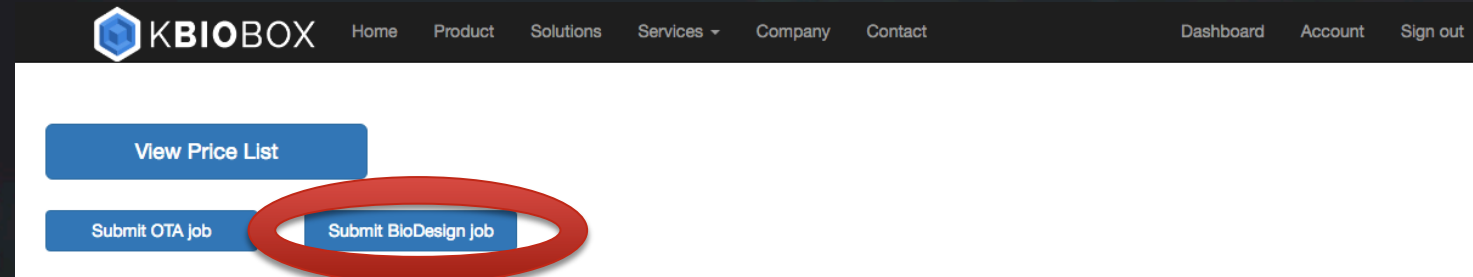 KBIOBOX Home Product Solutions Services Company Contact Dashboard Account Sign out
View Price List
Submit OTA job Submit BioDesign job